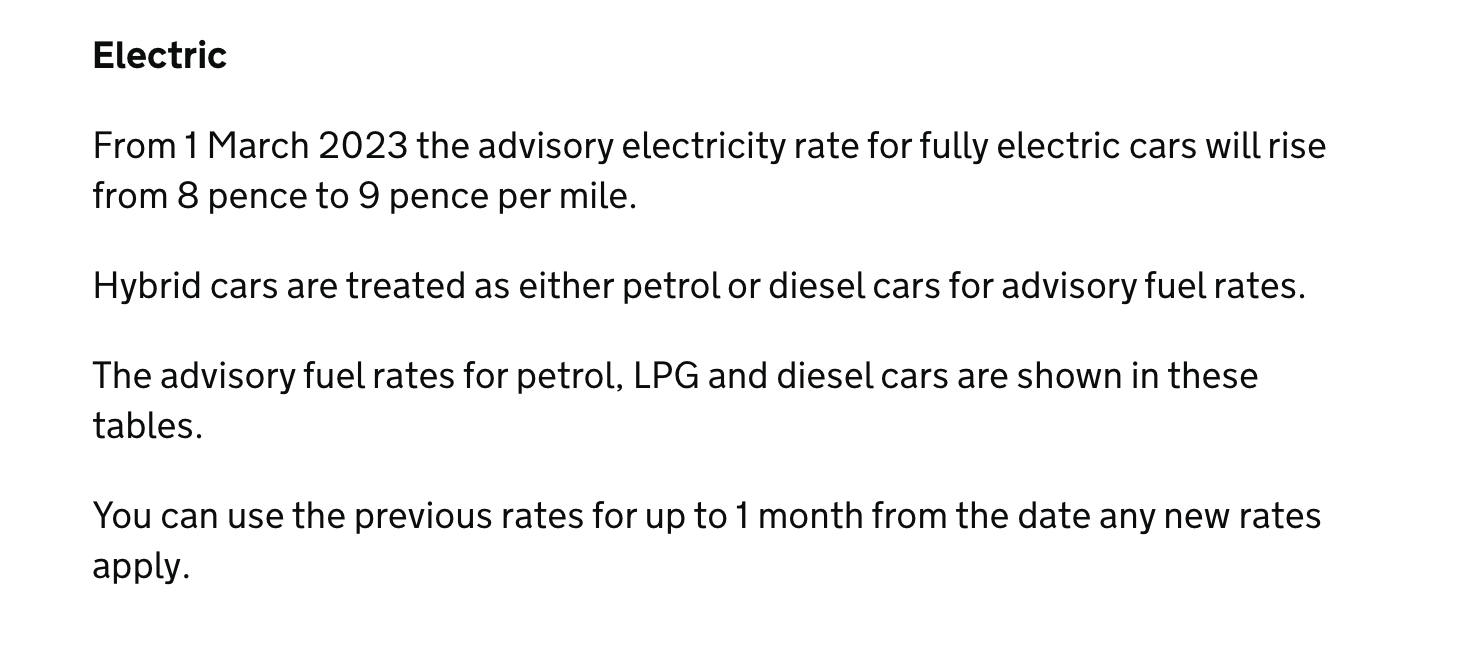 Electric
From 1 March 2023 the advisory electricity rate for fully electric cars will rise
from 8 pence to 9 pence per mile.
Hybrid cars are treated as either petrol or diesel cars for advisory fuel rates.
The advisory fuel rates for petrol, LPG and diesel cars are shown in these
tables.
You can use the previous rates for up to 1 month from the date any new rates
apply.